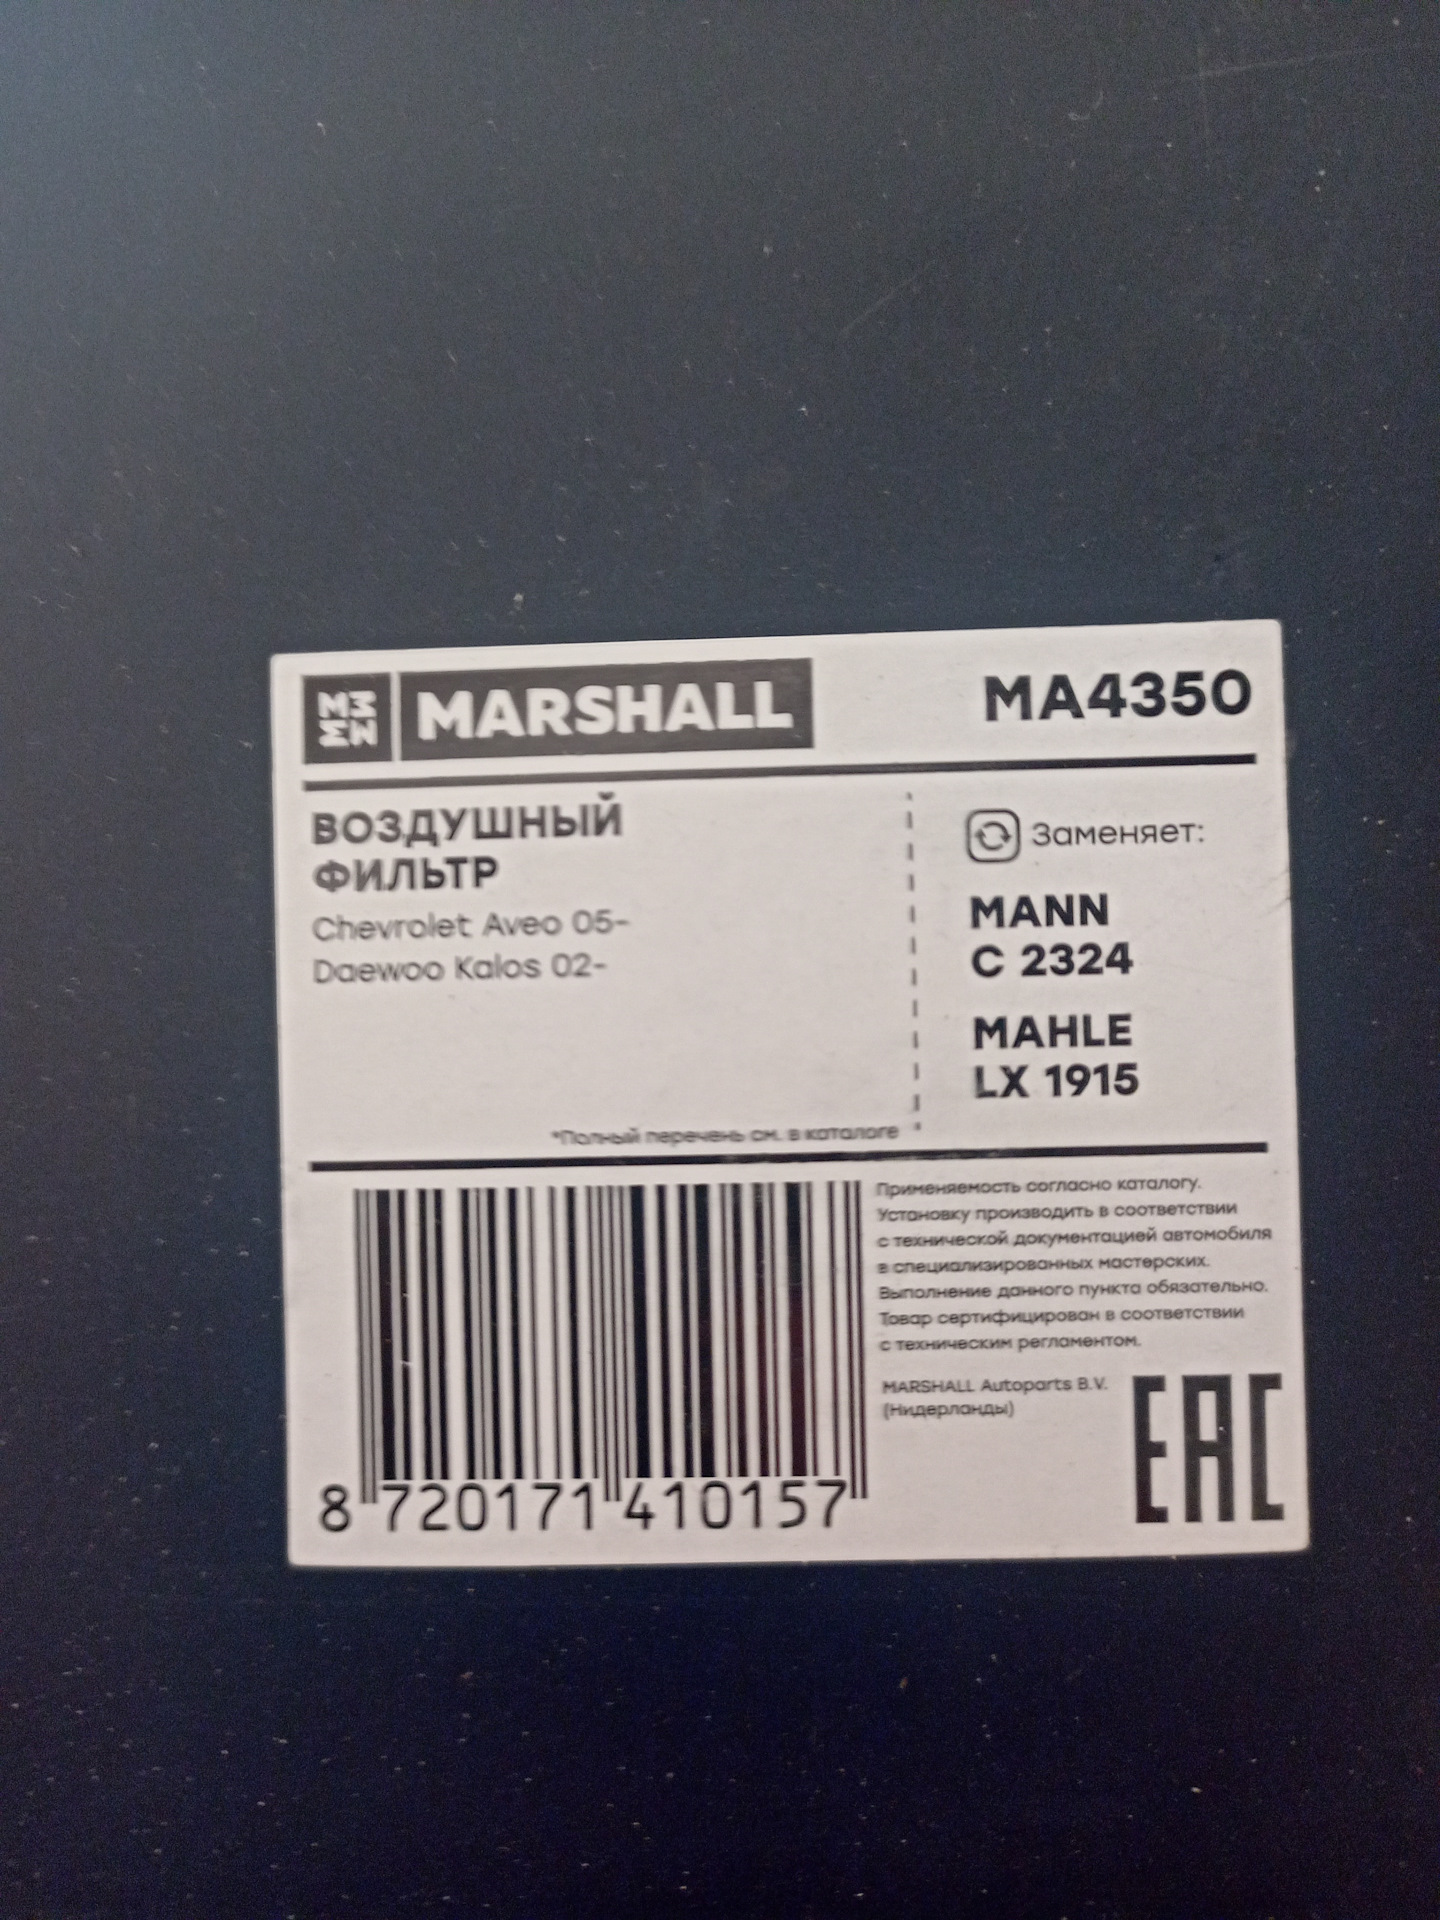 MARSHALL
MA4350
ВОЗДУШНЫЙ
ФИЛЬТР
Chevrolet Aveo 05-
Daewoo Kalos 02-
*Полный перечень см. в каталоге
Заменяет:
MANN
C 2324
MAHLE
LX 1915
8 720171 410157
Применяемость согласно каталогу.
Установку производить в соответствии
с технической документацией автомобиля
в специализированных мастерских.
Выполнение данного пункта обязательно.
Товар сертифицирован в соответствии
с техническим регламентом.
MARSHALL Autoparts B.V.
(Нидерланды)
EAC